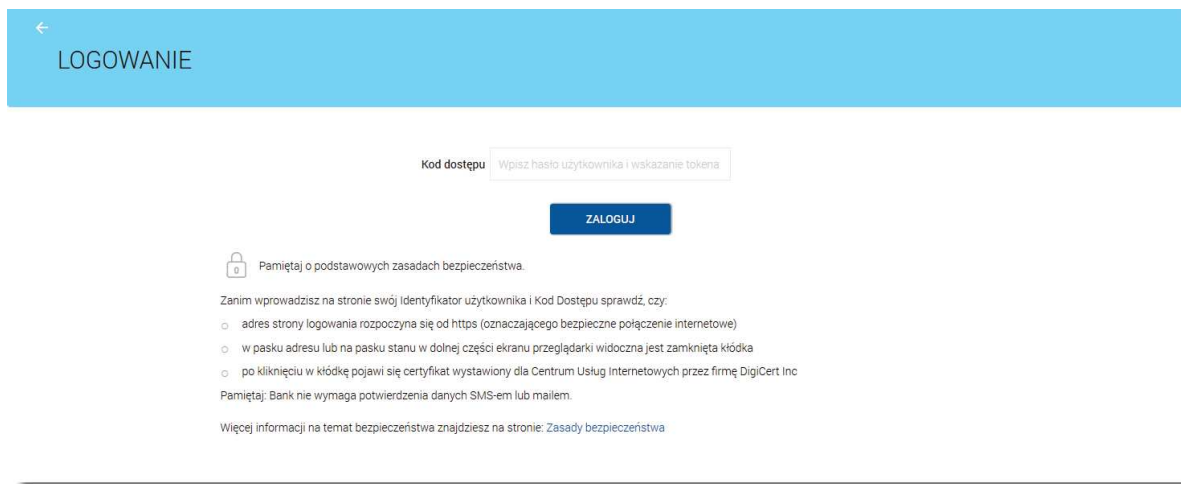 LOGOWANIE
Kod dostępu Wpisz hasło użytkownika i wskazanie tokena
ZALOGUJ
Pamiętaj o podstawowych zasadach bezpieczeństwa.
Zanim wprowadzisz na stronie swój Identyfikator użytkownika i Kod Dostępu sprawdź, czy:
adres strony logowania rozpoczyna się od https (oznaczającego bezpieczne połączenie internetowe)
w pasku adresu lub na pasku stanu w dolnej części ekranu przeglądarki widoczna jest zamknięta kłódka
po kliknięciu w kłódkę pojawi się certyfikat wystawiony dla Centrum Usług Internetowych przez firmę DigiCert Inc
Pamiętaj: Bank nie wymaga potwierdzenia danych SMS-em lub mailem.
Więcej informacji na temat bezpieczeństwa znajdziesz na stronie: Zasady bezpieczeństwa